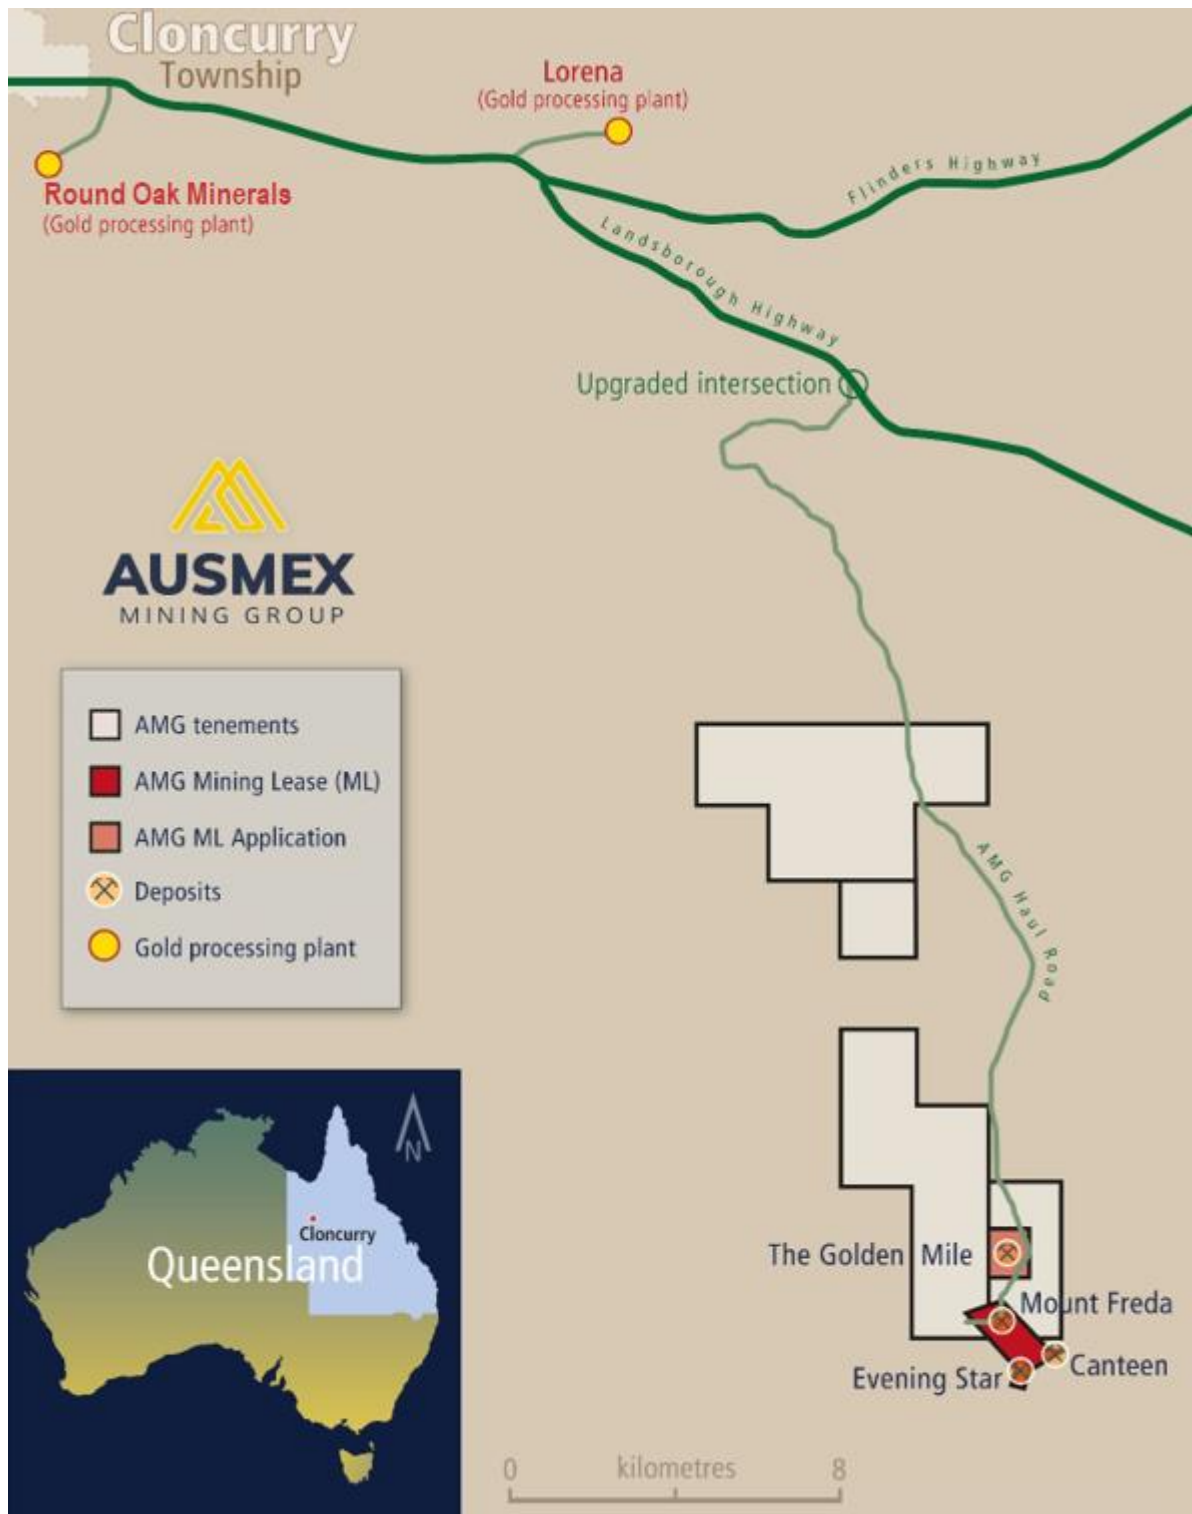 Cloncurry
Township
Lorena
(Gold processing plant)
Flinders Highway
Round Oak Minerals
(Gold processing plant)
Landsborough Highway
Upgraded intersection
AUSMEX
MINING GROUP
AMG tenements
AMG Mining Lease (ML)
AMG ML Application
Deposits
Gold processing plant
AMG Haul Road
N
Cloncurry
Queensland
The Golden Mile
Mount Freda
Canteen
Evening Star
0 kilometres 8